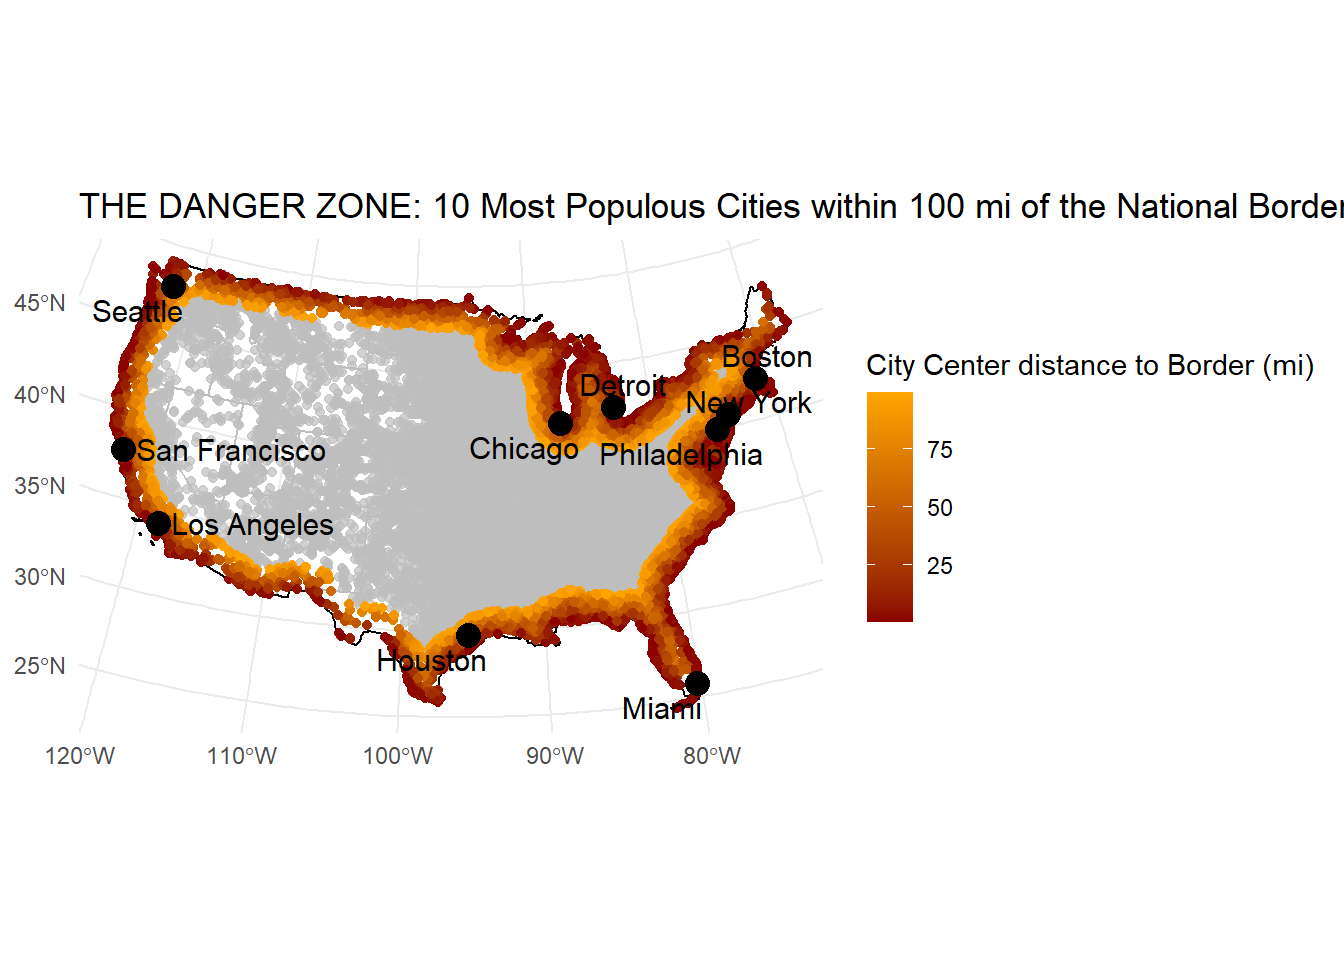 THE DANGER ZONE: 10 Most Populous Cities within 100 mi of the National Border
45°N
40°N
35°N
30°N
25°N
Seattle
Boston
Detroit
New York
San Francisco
Chicago
Philadelphia
Los Angeles
Houston
Miami
120°W
110°W
100°W
90°W
80°W
City Center distance to Border (mi)
75
50
25